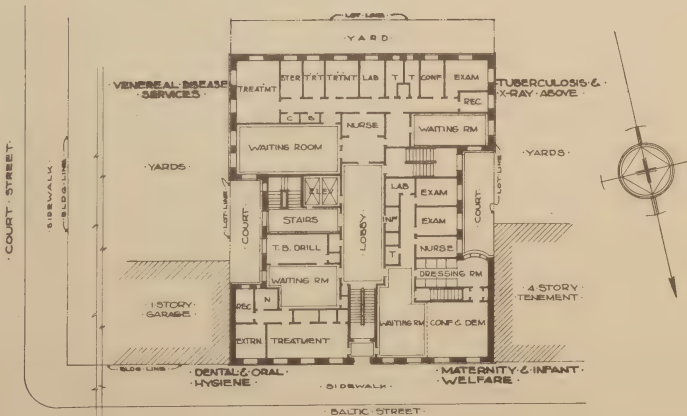 LOT LINE
YARD
VENEREAL DISEASE
SERVICES
TREATMT
STER
TRT
TRTMT
LAB
T
T
CONF
EXAM
TUBERCULOSIS &
X-RAY ABOVE
REC
C
B
NURSE
WAITING RM
WAITING ROOM
YARDS
YARDS
COURT STREET
SIDEWALK
BLDG LINE
LOT LINE
LOT LINE
ELEV
LAB
EXAM
INF
EXAM
COURT
COURT
LOBBY
STAIRS
T.B. DRILL
T
NURSE
WAITING RM
DRESSING RM
1 STORY
GARAGE
4 STORY
TENEMENT
REC
N
EXTRN
TREATMENT
WAITING RM
CONF & DEM
BLDG LINE
DENTAL & ORAL
HYGIENE
MATERNITY & INFANT
WELFARE
SIDEWALK
BALTIC STREET